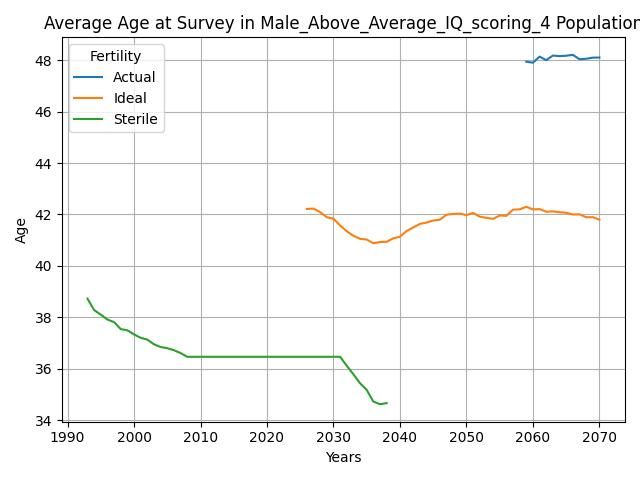 Average Age at Survey in Male_Above_Average_IQ_scoring_4 Population
Fertility
Actual
Ideal
Sterile
48
46
44
42
40
38
36
34
Age
1990 2000 2010 2020 2030 2040 2050 2060 2070
Years